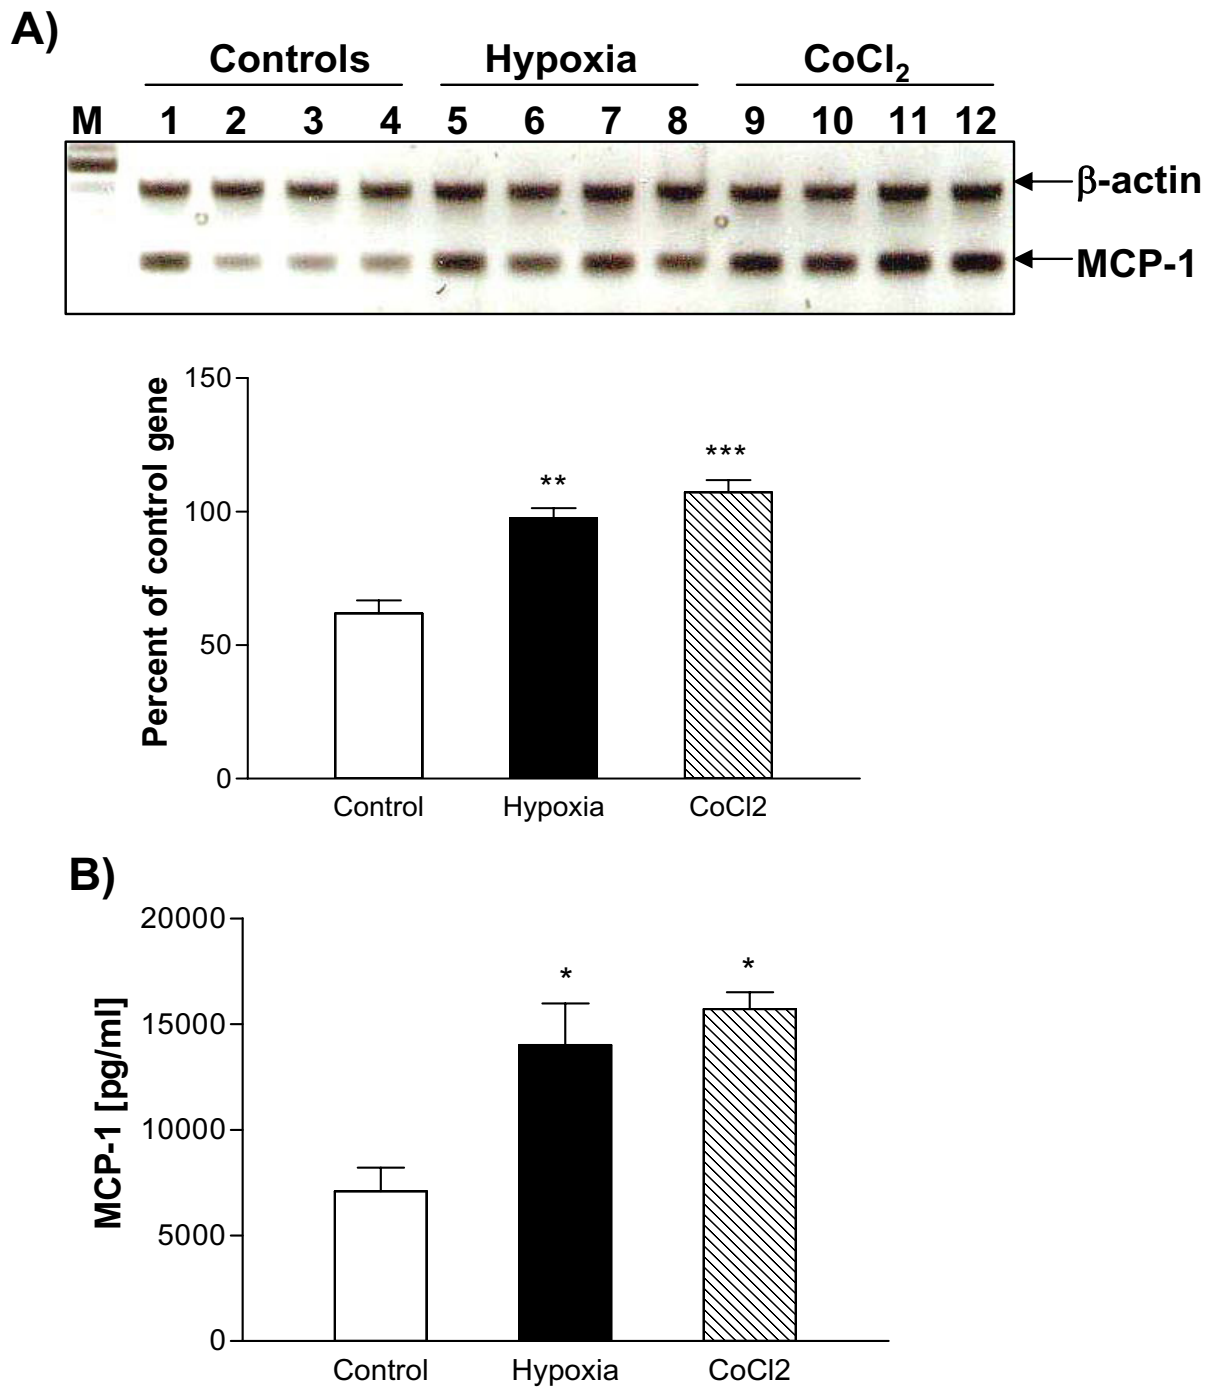 A)
Controls Hypoxia CoCl₂
M 1 2 3 4 5 6 7 8 9 10 11 12
β-actin
MCP-1
Percent of control gene
150
100
50
0
**
***
Control Hypoxia CoCl2
B)
MCP-1 [pg/ml]
20000
15000
10000
5000
0
*
*
Control Hypoxia CoCl2